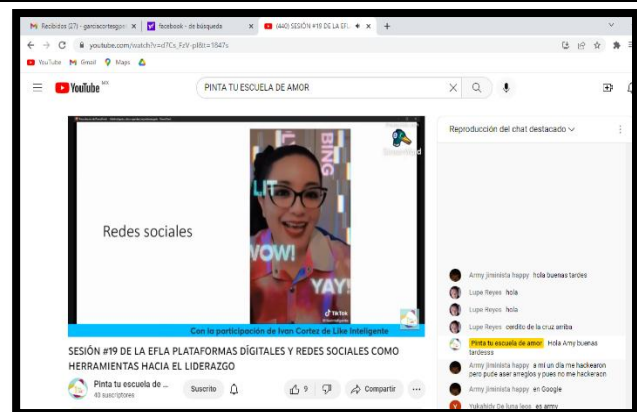 Recibidos (27) - garciacortesgpe
facebook - de búsqueda
(440) SESIÓN #19 DE LA EFL
youtube.com/watch?v=d7Cs_FzV-pI&t=1847s
YouTube
Gmail
Maps
YouTube MX
PINTA TU ESCUELA DE AMOR
Redes sociales
BING
LIT
WOW!
YAY!
TikTok
Con la participación de Ivan Cortez de Like Inteligente
SESIÓN #19 DE LA EFLA PLATAFORMAS DÍGITALES Y REDES SOCIALES COMO
HERRAMIENTAS HACIA EL LIDERAZGO
Pinta tu escuela de ...
43 suscriptores
Suscrito
9
Compartir
Reproducción del chat destacado
Army jiminista happy hola buenas tardes
Lupe Reyes hola
Lupe Reyes hola
Lupe Reyes cerdito de la cruz arriba
Pinta tu escuela de amor Hola Amy buenas
tardesss
Army jiminista happy a mi un dia me hackearon
pero pude aser arreglos y pues no me hackearon
Army jiminista happy en Google
Yukahidy De luna leos es army